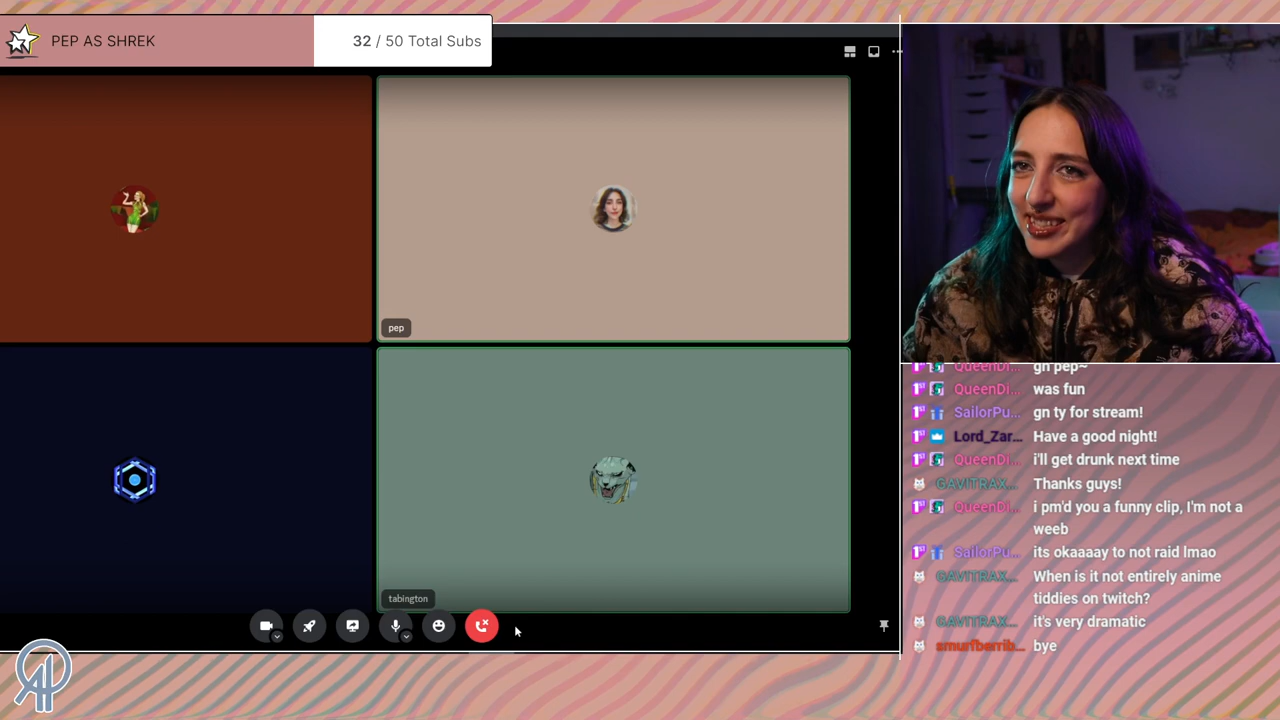 PEP AS SHREK
32 / 50 Total Subs
pep
tabington
QueenDi... gn pep~
QueenDi... was fun
SailorPu... gn ty for stream!
Lord_Zar... Have a good night!
QueenDi... i'll get drunk next time
GAVITRAX... Thanks guys!
QueenDi... i pm'd you a funny clip, I'm not a
weeb
SailorPu... its okaaaay to not raid lmao
GAVITRAX... When is it not entirely anime
tiddies on twitch?
GAVITRAX... it's very dramatic
smurfberrib... bye